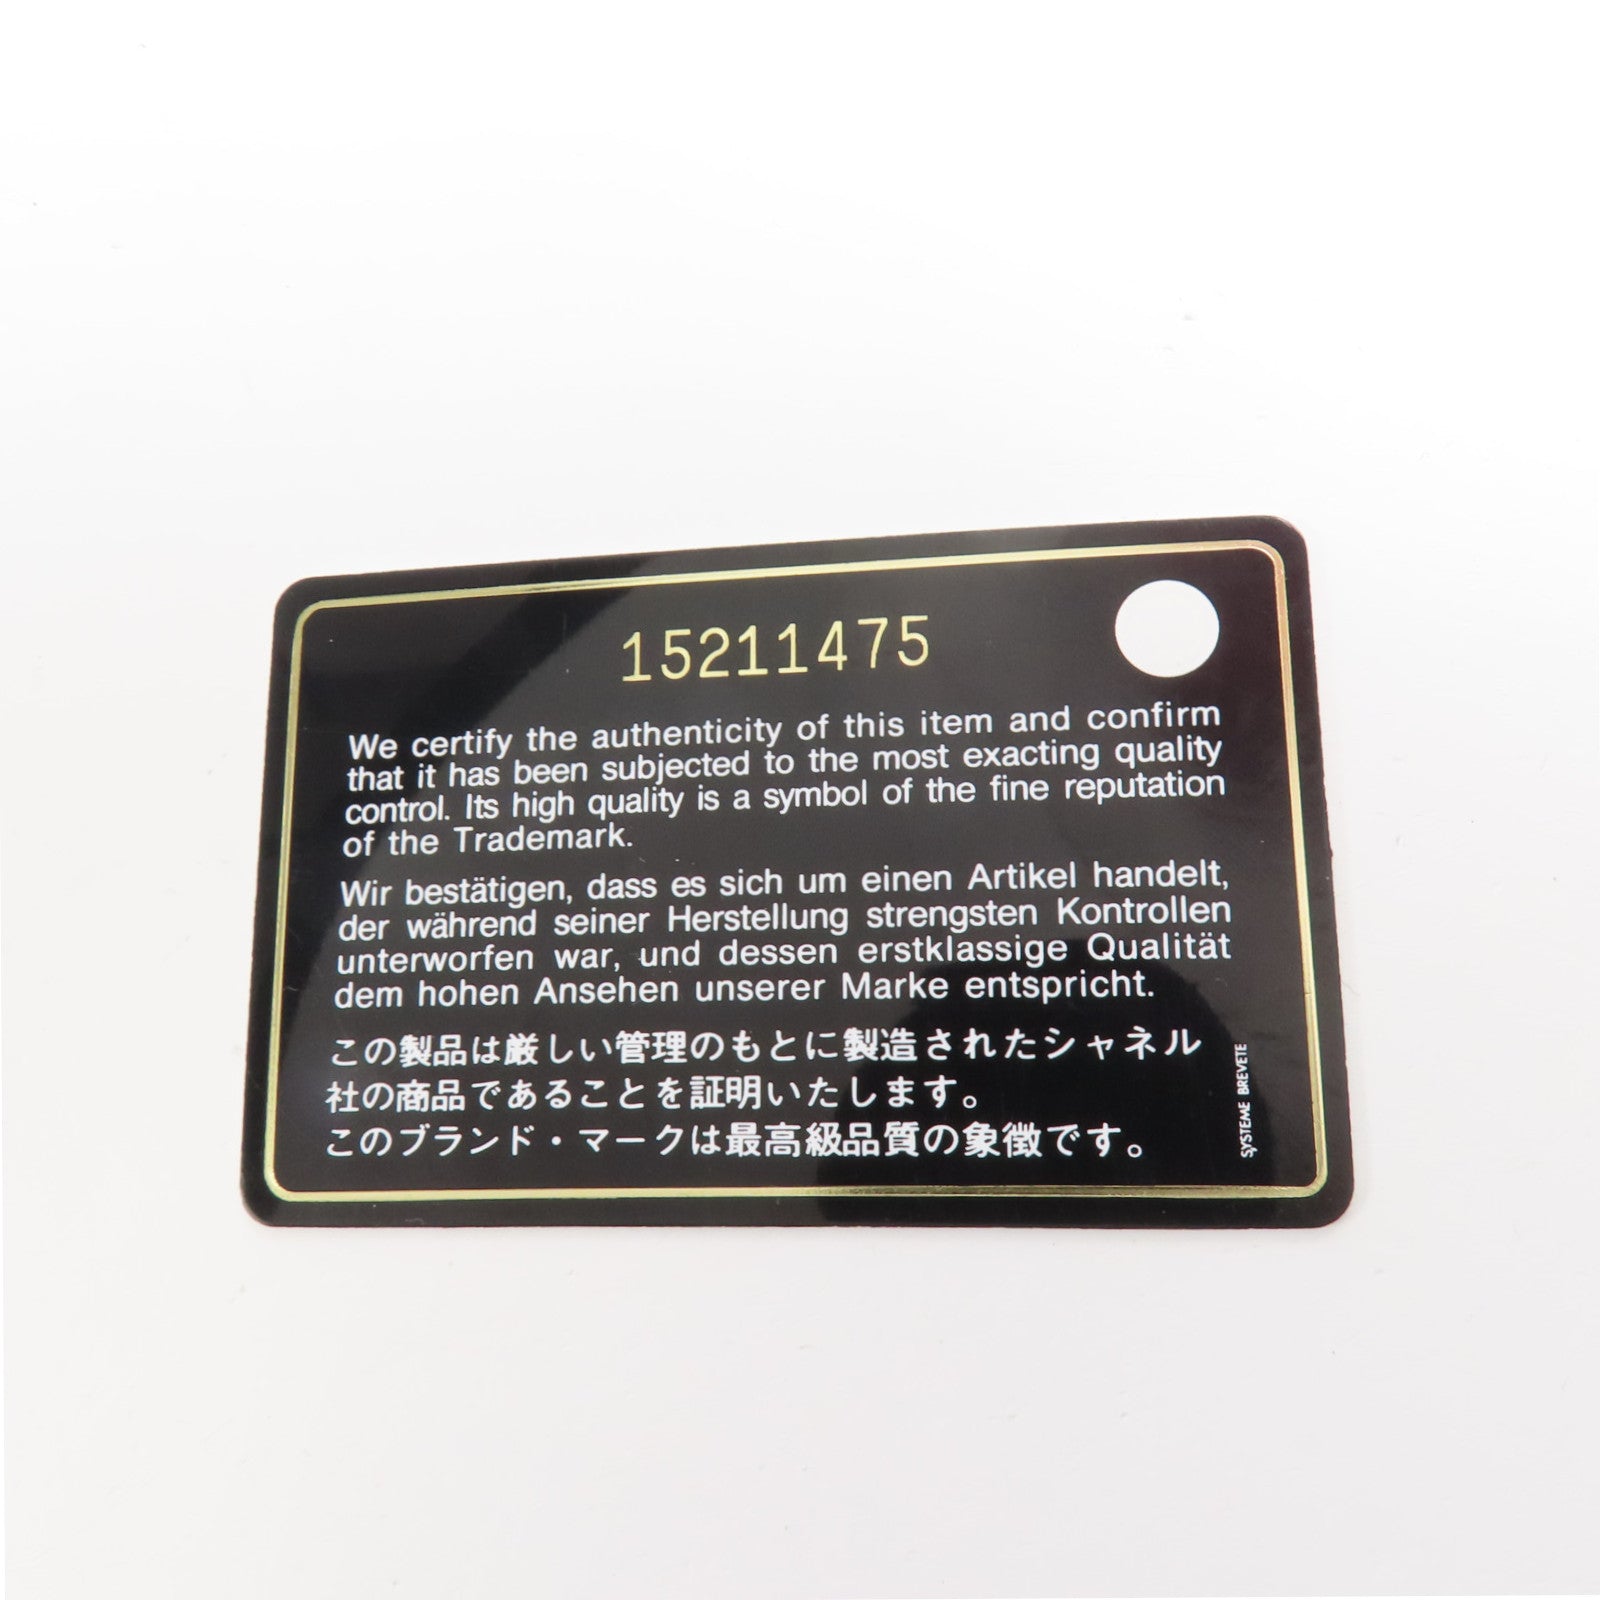 15211475
We certify the authenticity of this item and confirm
that it has been subjected to the most exacting quality
control. Its high quality is a symbol of the fine reputation
of the Trademark.
Wir bestätigen, dass es sich um einen Artikel handelt,
der während seiner Herstellung strengsten Kontrollen
unterworfen war, und dessen erstklassige Qualität
dem hohen Ansehen unserer Marke entspricht.
この製品は厳しい管理のもとに製造されたシャネル
社の商品であることを証明いたします。
このブランド・マークは最高級品質の象徴です。
SYSTEME BREVETE